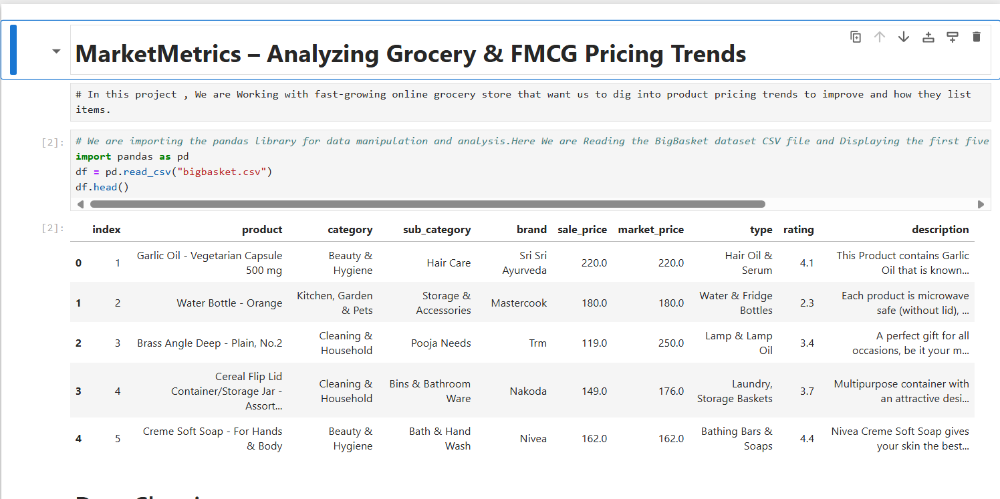 MarketMetrics – Analyzing Grocery & FMCG Pricing Trends
# In this project , We are Working with fast-growing online grocery store that want us to dig into product pricing trends to improve and how they list
items.
[2]: # We are importing the pandas library for data manipulation and analysis.Here We are Reading the BigBasket dataset CSV file and Displaying the first five
import pandas as pd
df = pd.read_csv("bigbasket.csv")
df.head()
[2]: index product category sub_category brand sale_price market_price type rating description
0 1 Garlic Oil - Vegetarian Capsule 500 mg Beauty & Hygiene Hair Care Sri Sri Ayurveda 220.0 220.0 Hair Oil & Serum 4.1 This Product contains Garlic Oil that is known...
1 2 Water Bottle - Orange Kitchen, Garden & Pets Storage & Accessories Mastercook 180.0 180.0 Water & Fridge Bottles 2.3 Each product is microwave safe (without lid), ...
2 3 Brass Angle Deep - Plain, No.2 Cleaning & Household Pooja Needs Trm 119.0 250.0 Lamp & Lamp Oil 3.4 A perfect gift for all occasions, be it your m...
3 4 Cereal Flip Lid Container/Storage Jar - Assort... Cleaning & Household Bins & Bathroom Ware Nakoda 149.0 176.0 Laundry, Storage Baskets 3.7 Multipurpose container with an attractive desi...
4 5 Creme Soft Soap - For Hands & Body Beauty & Hygiene Bath & Hand Wash Nivea 162.0 162.0 Bathing Bars & Soaps 4.4 Nivea Creme Soft Soap gives your skin the best...